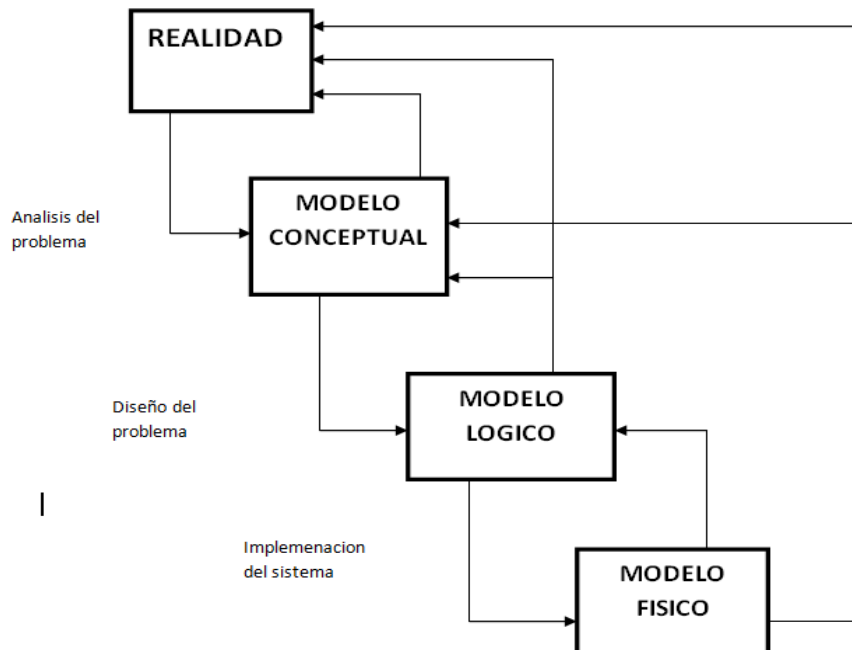 REALIDAD
MODELO
CONCEPTUAL
Analisis del
problema
MODELO
LOGICO
Diseño del
problema
Implemenacion
del sistema
MODELO
FISICO